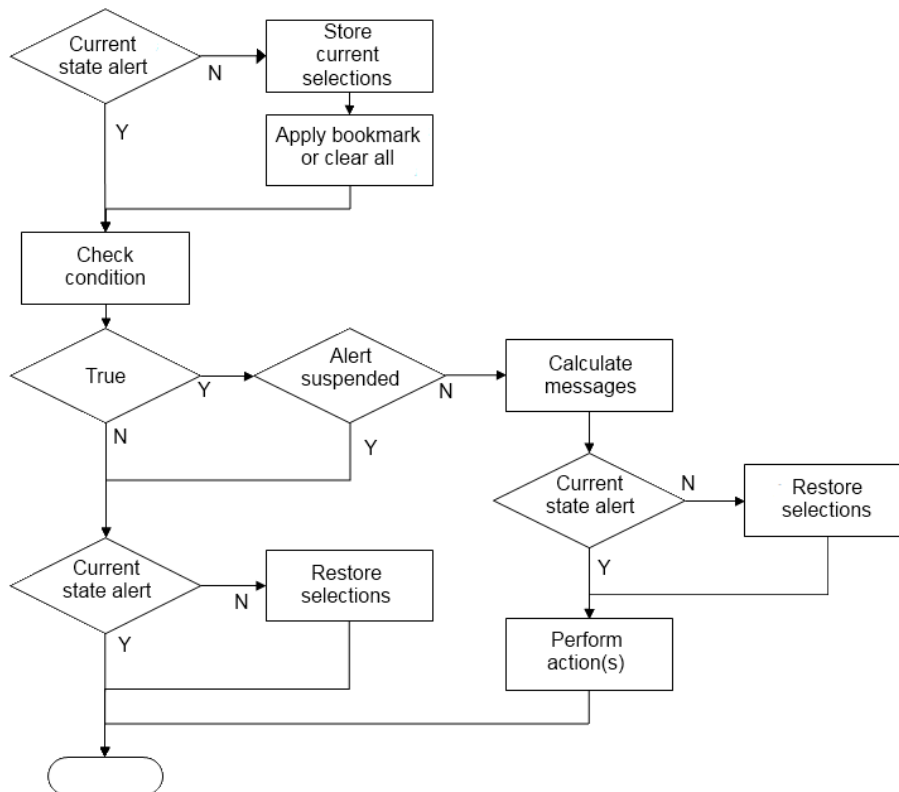 Current
state alert
N
Store
current
selections
Y
Apply bookmark
or clear all
Check
condition
True
Y
Alert
suspended
N
Calculate
messages
N
Y
Current
state alert
N
Restore
selections
Y
Current
state alert
N
Restore
selections
Y
Perform
action(s)